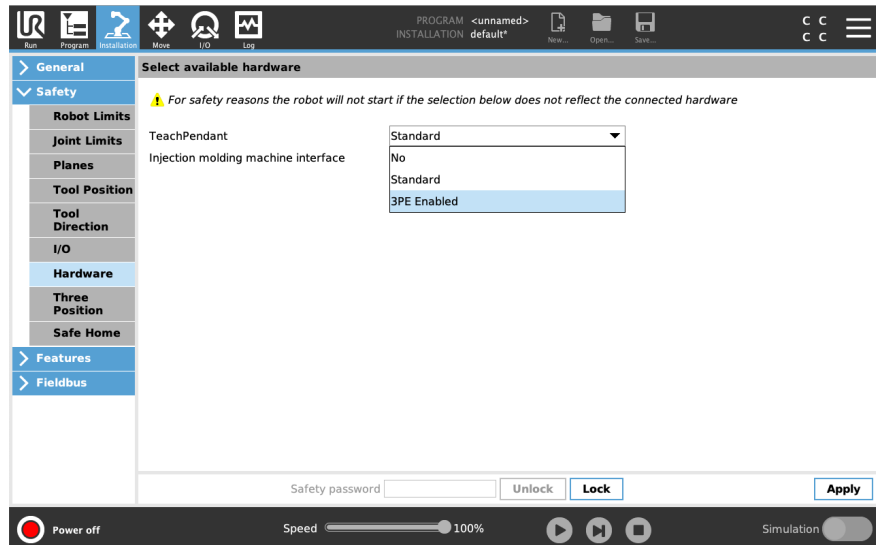 PROGRAM <unnamed>
INSTALLATION default*
C C
C C
Run Program Installation Move I/O Log New... Open... Save...
General
Select available hardware
Safety
For safety reasons the robot will not start if the selection below does not reflect the connected hardware
Robot Limits
Joint Limits
Planes
Tool Position
Tool
Direction
I/O
Hardware
Three
Position
Safe Home
Features
Fieldbus
TeachPendant Standard
Injection molding machine interface
No
Standard
3PE Enabled
Safety password Unlock Lock Apply
Power off Speed 100% Simulation